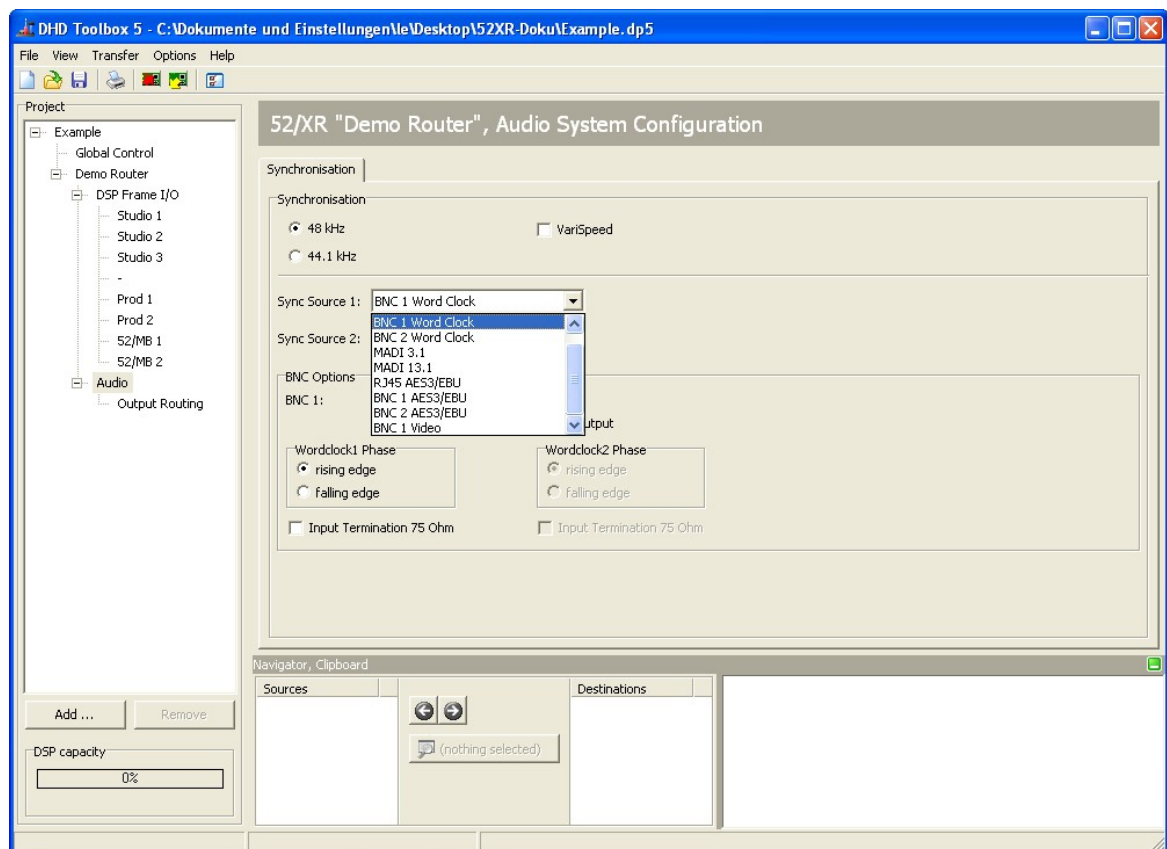 DHD Toolbox 5 - C:\Dokumente und Einstellungen\le\Desktop\52XR-Doku\Example.dp5
File View Transfer Options Help
Project
Example
Global Control
Demo Router
DSP Frame I/O
Studio 1
Studio 2
Studio 3
-
Prod 1
Prod 2
52/MB 1
52/MB 2
Audio
Output Routing
Add ... Remove
DSP capacity
0%
52/XR "Demo Router", Audio System Configuration
Synchronisation
Synchronisation
48 kHz VariSpeed
44.1 kHz
Sync Source 1: BNC 1 Word Clock
BNC 1 Word Clock
Sync Source 2: BNC 2 Word Clock
MADI 3.1
MADI 13.1
BNC Options RJ45 AES3/EBU
BNC 1: BNC 1 AES3/EBU
BNC 2 AES3/EBU
BNC 1 Video utput
Wordclock1 Phase Wordclock2 Phase
rising edge rising edge
falling edge falling edge
Input Termination 75 Ohm Input Termination 75 Ohm
Navigator, Clipboard
Sources Destinations
(nothing selected)